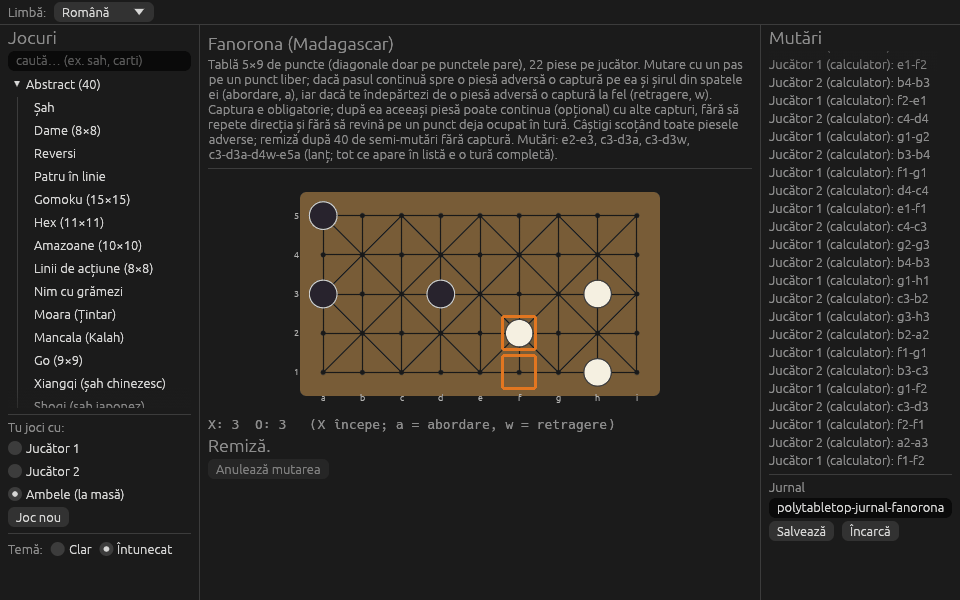 Limbă: Română
Jocuri
caută... (ex. sah, carti)
Abstract (40)
Șah
Dame (8×8)
Reversi
Patru în linie
Gomoku (15×15)
Hex (11×11)
Amazoane (10×10)
Linii de acțiune (8×8)
Nim cu grămezi
Moara (Țintar)
Mancala (Kalah)
Go (9×9)
Xiangqi (șah chinezesc)
Shogi (șah japonez)
Tu joci cu:
Jucător 1
Jucător 2
Ambele (la masă)
Joc nou
Temă: Clar Întunecat
Fanorona (Madagascar)
Tablă 5×9 de puncte (diagonale doar pe punctele pare), 22 piese pe jucător. Mutare cu un pas
pe un punct liber; dacă pasul continuă spre o piesă adversă o captură pe ea și șirul din spatele
ei (abordare, a), iar dacă te îndepărtezi de o piesă adversă o captură la fel (retragere, w).
Captura e obligatorie; după ea aceeași piesă poate continua (opțional) cu alte capturi, fără să
repete direcția și fără să revină pe un punct deja ocupat în tură. Câștigi scoțând toate piesele
adverse; remiză după 40 de semi-mutări fără captură. Mutări: e2-e3, c3-d3a, c3-d3w,
c3-d3a-d4w-e5a (lanț; tot ce apare în listă e o tură completă).
5
4
3
2
1
a b c d e f g h i
X: 3 O: 3 (X începe; a = abordare, w = retragere)
Remiză.
Anulează mutarea
Mutări
Jucător 1 (calculator): e1-f2
Jucător 2 (calculator): b4-b3
Jucător 1 (calculator): f2-e1
Jucător 2 (calculator): c4-d4
Jucător 1 (calculator): g1-g2
Jucător 2 (calculator): b3-b4
Jucător 1 (calculator): f1-g1
Jucător 2 (calculator): d4-c4
Jucător 1 (calculator): e1-f1
Jucător 2 (calculator): c4-c3
Jucător 1 (calculator): g2-g3
Jucător 2 (calculator): b4-b3
Jucător 1 (calculator): g1-h1
Jucător 2 (calculator): c3-b2
Jucător 1 (calculator): g3-h3
Jucător 2 (calculator): b2-a2
Jucător 1 (calculator): f1-g1
Jucător 2 (calculator): b3-c3
Jucător 1 (calculator): g1-f2
Jucător 2 (calculator): c3-d3
Jucător 1 (calculator): f2-f1
Jucător 2 (calculator): a2-a3
Jucător 1 (calculator): f1-f2
Jurnal
polytabletop-jurnal-fanorona
Salvează Încarcă